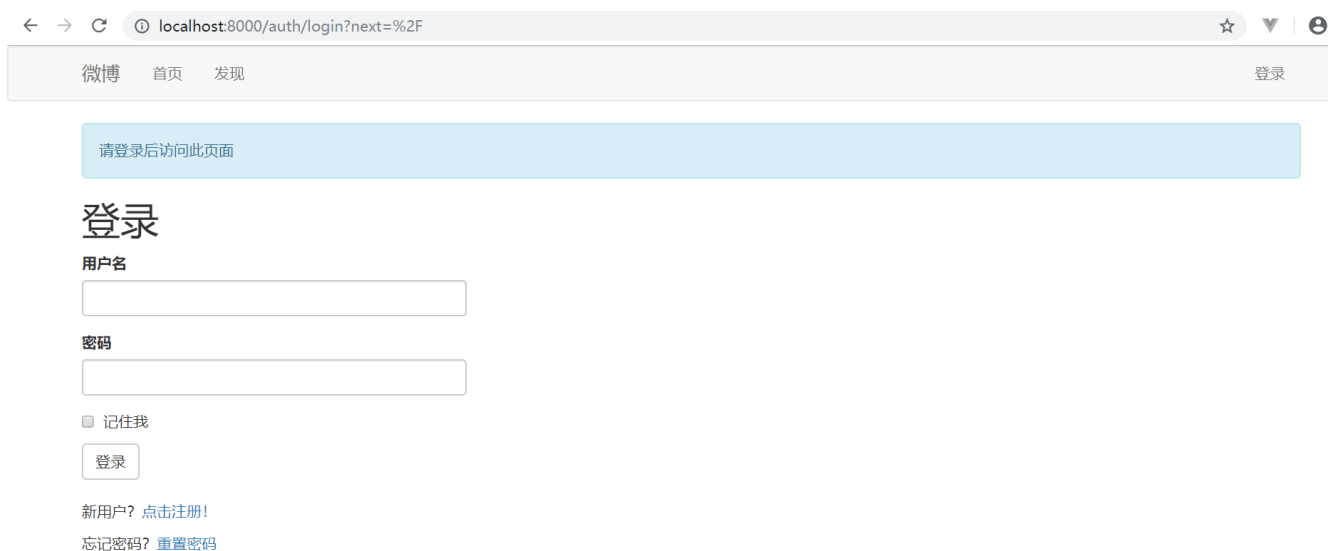 localhost:8000/auth/login?next=%2F
微博 首页 发现 登录
请登录后访问此页面
登录
用户名
密码
记住我
登录
新用户? 点击注册!
忘记密码? 重置密码